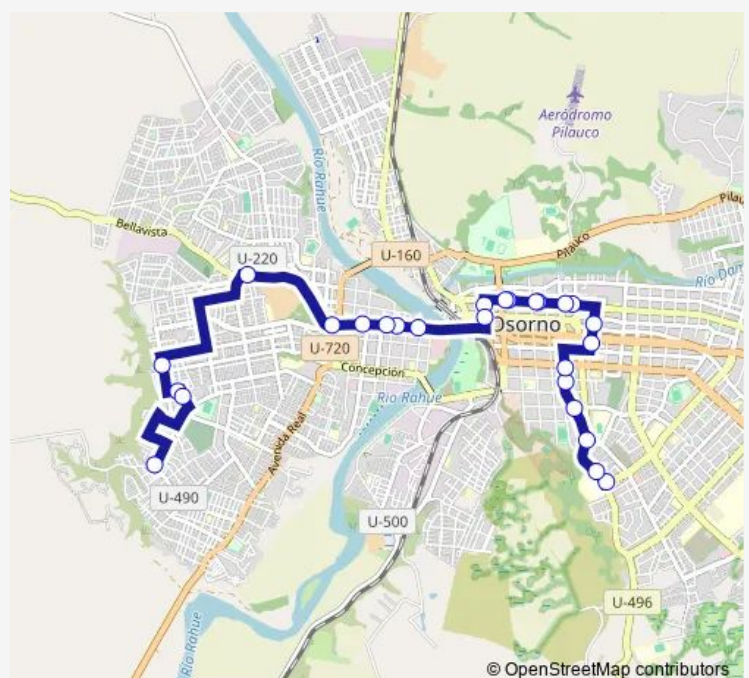 Aeródromo
Pilauco
Río Rahue
Bellavista
Pilauco
U-220
U-160
Pilauco
Río Dam
Osorno
U-720
Concepción
Río Rahue
Avenida Real
U-490
U-500
U-496
Río Rahue
© OpenStreetMap contributors